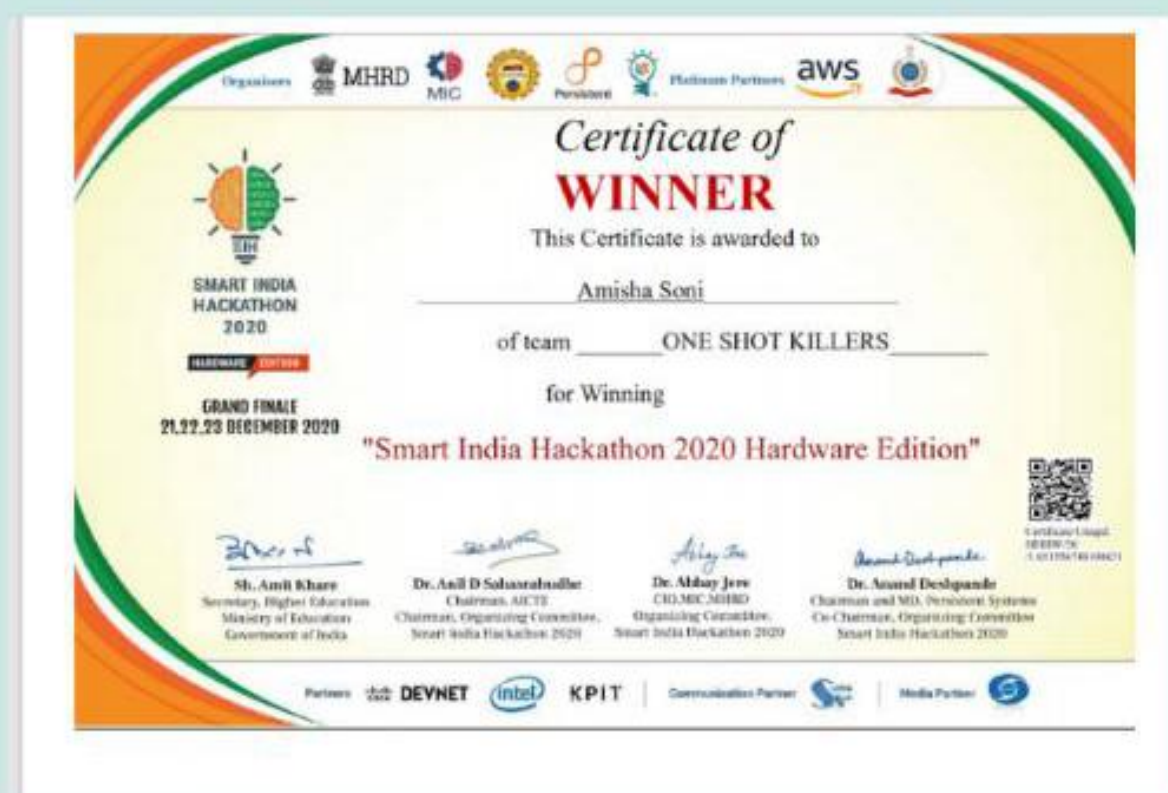 Organisers MHRD MIC Persistent Platinum Partners aws
Certificate of
WINNER
This Certificate is awarded to
Amisha Soni
of team ONE SHOT KILLERS
for Winning
"Smart India Hackathon 2020 Hardware Edition"
SIH
SMART INDIA
HACKATHON
2020
HARDWARE EDITION
GRAND FINALE
21,22,23 DECEMBER 2020
Sh. Amit Khare
Secretary, Higher Education
Ministry of Education
Government of India
Dr. Anil D Sahasrabudhe
Chairman, AICTE
Chairman, Organizing Committee,
Smart India Hackathon 2020
Abhay Jere
Dr. Abhay Jere
CIO, MIC, MHRD
Organizing Committee,
Smart India Hackathon 2020
Anand Deshpande
Dr. Anand Deshpande
Chairman and MD, Persistent Systems
Co-Chairman, Organizing Committee
Smart India Hackathon 2020
Partners DEVNET intel KPIT Communication Partner Media Partner